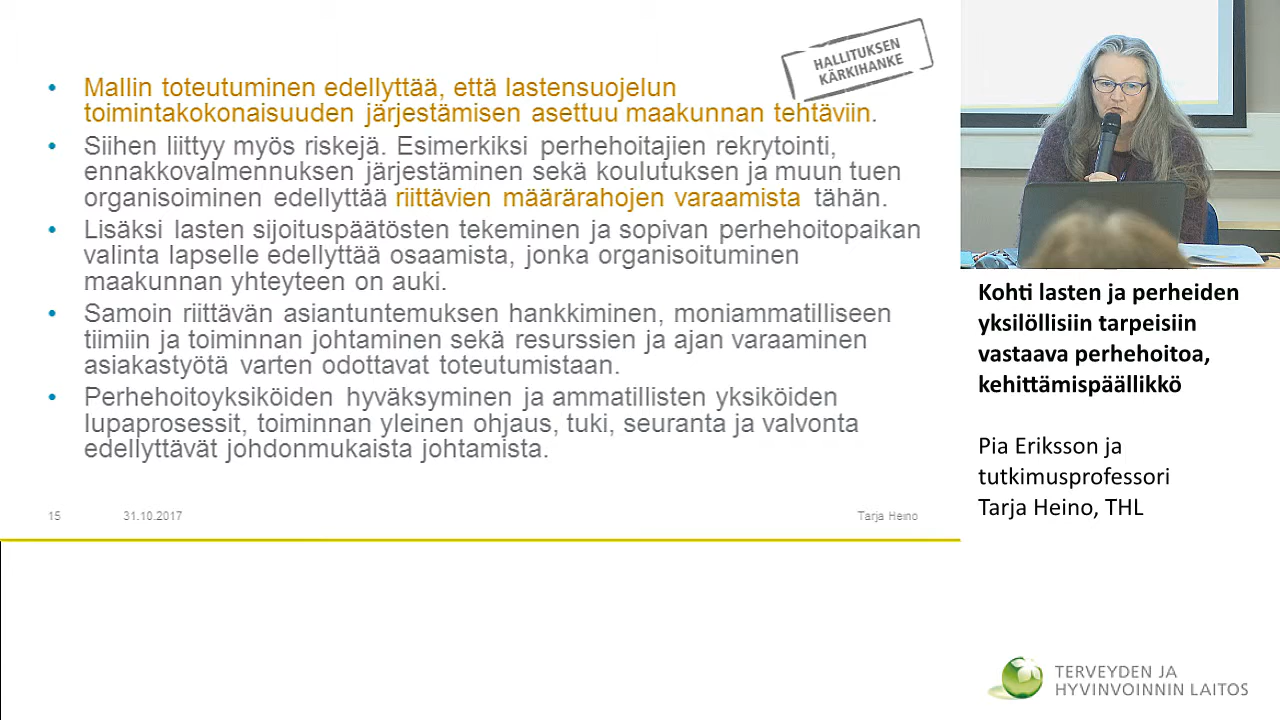 HALLITUKSEN
KÄRKIHANKE
• Mallin toteutuminen edellyttää, että lastensuojelun
toimintakokonaisuuden järjestämisen asettuu maakunnan tehtäviin.
• Siihen liittyy myös riskejä. Esimerkiksi perhehoitajien rekrytointi,
ennakkovalmennuksen järjestäminen sekä koulutuksen ja muun tuen
organisoiminen edellyttää riittävien määrärahojen varaamista tähän.
• Lisäksi lasten sijoituspäätösten tekeminen ja sopivan perhehoitopaikan
valinta lapselle edellyttää osaamista, jonka organisoituminen
maakunnan yhteyteen on auki.
• Samoin riittävän asiantuntemuksen hankkiminen, moniammatilliseen
tiimiin ja toiminnan johtaminen sekä resurssien ja ajan varaaminen
asiakastyötä varten odottavat toteutumistaan.
• Perhehoitoyksiköiden hyväksyminen ja ammatillisten yksiköiden
lupaprosessit, toiminnan yleinen ohjaus, tuki, seuranta ja valvonta
edellyttävät johdonmukaista johtamista.
15 31.10.2017 Tarja Heino
Kohti lasten ja perheiden
yksilöllisiin tarpeisiin
vastaava perhehoitoa,
kehittämispäällikkö
Pia Eriksson ja
tutkimusprofessori
Tarja Heino, THL
TERVEYDEN JA
HYVINVOINNIN LAITOS